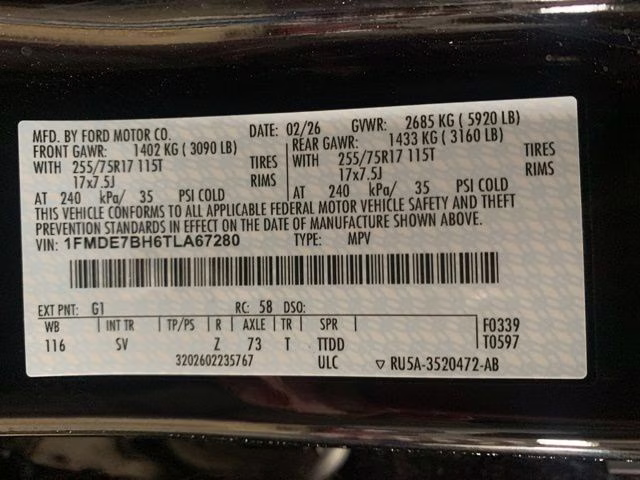 MFD. BY FORD MOTOR CO. DATE: 02/26 GVWR: 2685 KG ( 5920 LB)
FRONT GAWR: 1402 KG ( 3090 LB) REAR GAWR: 1433 KG ( 3160 LB)
WITH 255/75R17 115T TIRES WITH 255/75R17 115T TIRES
17x7.5J RIMS 17x7.5J RIMS
AT 240 kPa/ 35 PSI COLD AT 240 kPa/ 35 PSI COLD
THIS VEHICLE CONFORMS TO ALL APPLICABLE FEDERAL MOTOR VEHICLE SAFETY AND THEFT
PREVENTION STANDARDS IN EFFECT ON THE DATE OF MANUFACTURE SHOWN ABOVE.
VIN: 1FMDE7BH6TLA67280 TYPE: MPV
EXT PNT: G1 RC: 58 DSO:
WB INT TR TP/PS R AXLE TR SPR F0339
116 SV Z 73 T TTDD T0597
3202602235767 ULC ▽ RU5A-3520472-AB